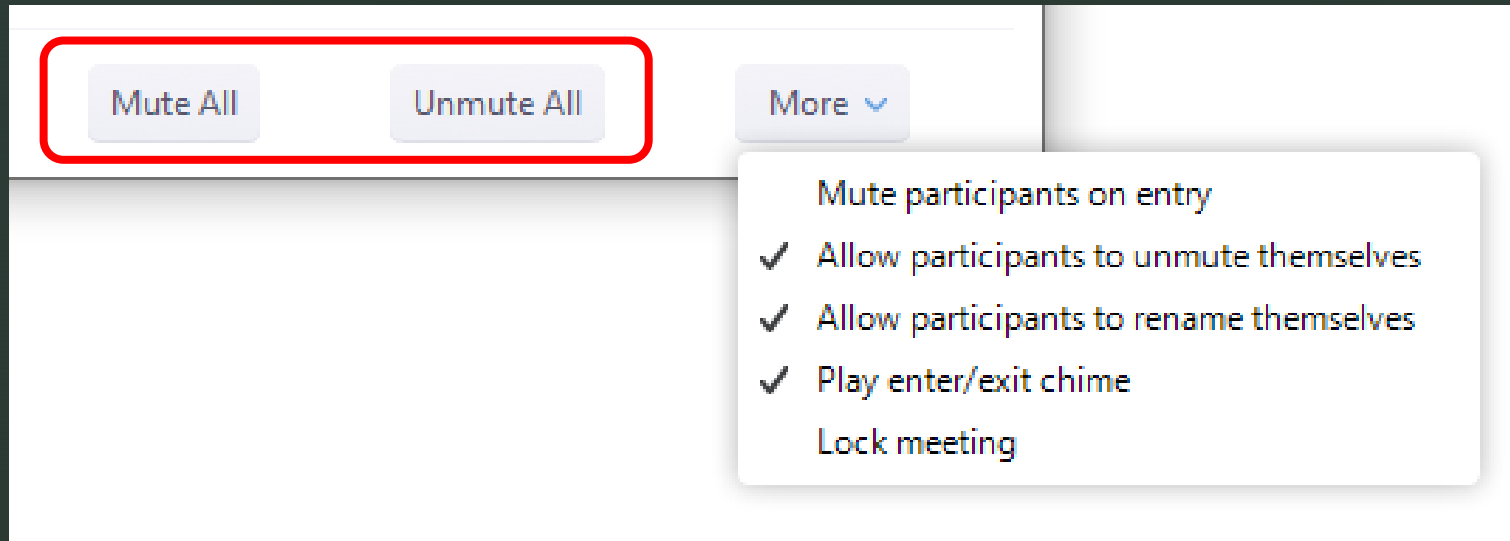 Mute All
Unmute All
More
Mute participants on entry
Allow participants to unmute themselves
Allow participants to rename themselves
Play enter/exit chime
Lock meeting